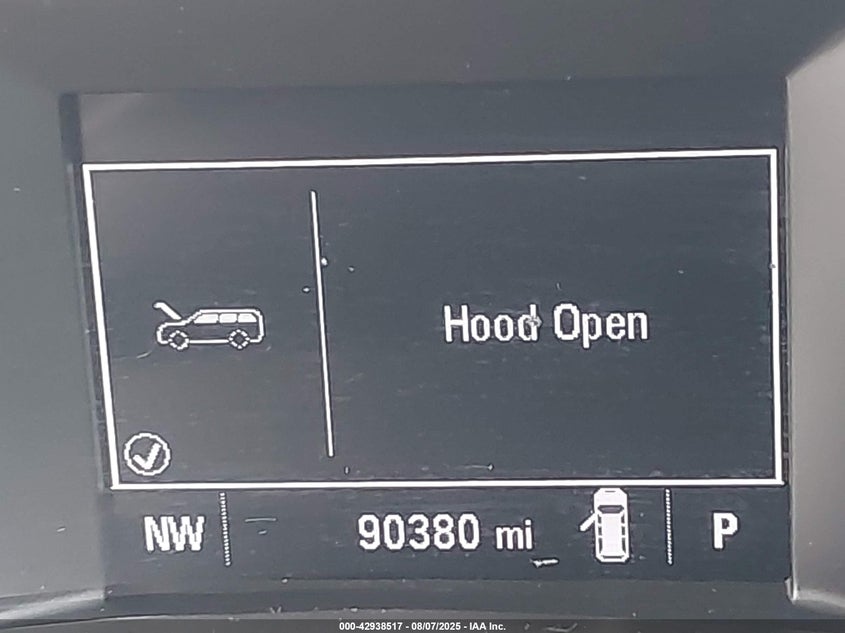 Hood Open
NW
90380 mi
P
000-42938517 - 08/07/2025 - IAA Inc.